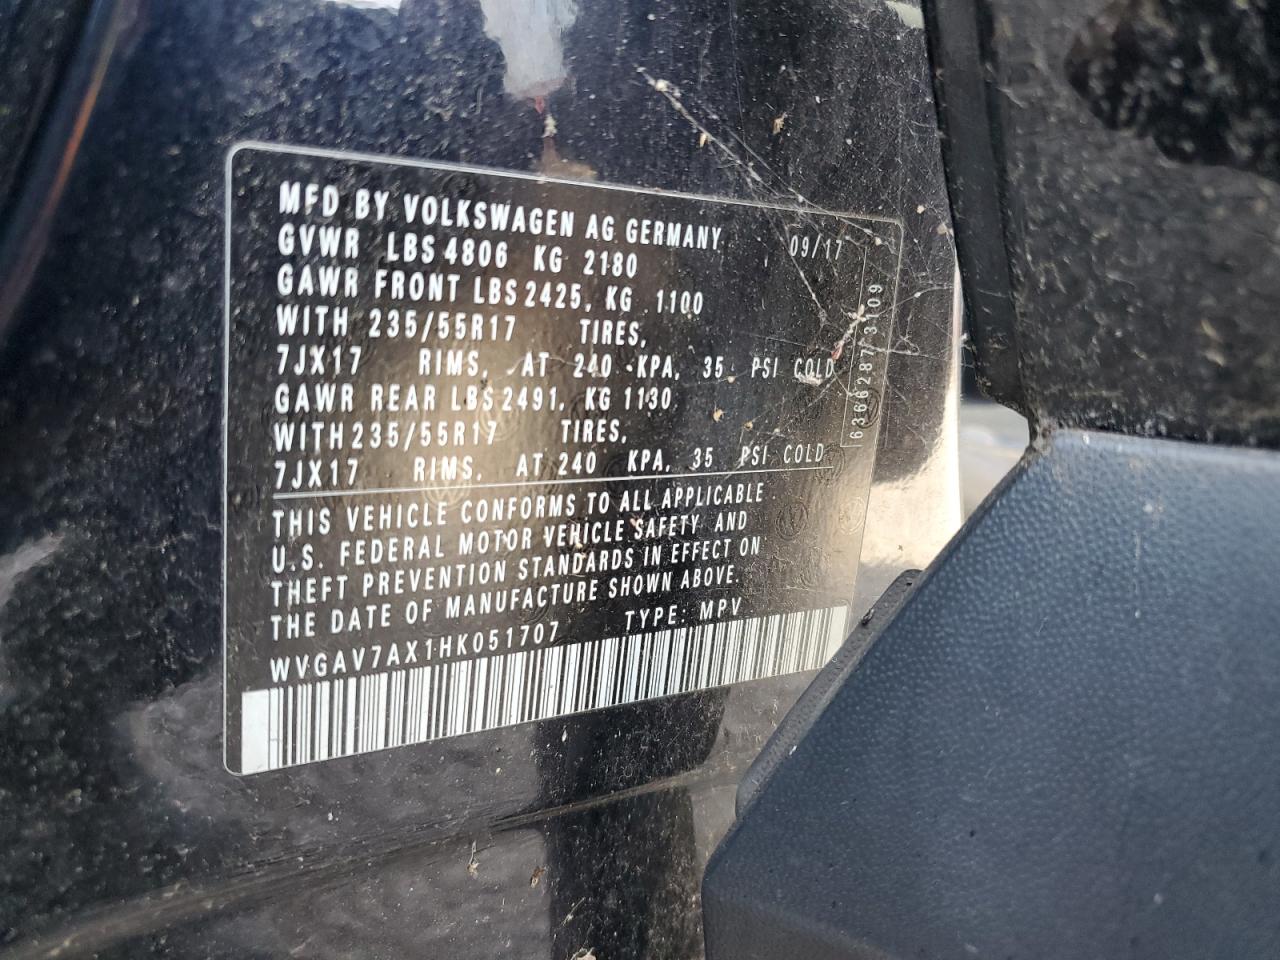 MFD BY VOLKSWAGEN AG GERMANY 09/17
GVWR LBS 4806 KG 2180
GAWR FRONT LBS 2425, KG 1100
WITH 235/55R17 TIRES,
7JX17 RIMS, AT 240 KPA, 35 PSI COLD
GAWR REAR LBS 2491, KG 1130
WITH 235/55R17 TIRES,
7JX17 RIMS, AT 240 KPA, 35 PSI COLD
THIS VEHICLE CONFORMS TO ALL APPLICABLE
U.S. FEDERAL MOTOR VEHICLE SAFETY AND
THEFT PREVENTION STANDARDS IN EFFECT ON
THE DATE OF MANUFACTURE SHOWN ABOVE.
WVGAV7AX1HK051707 TYPE: MPV